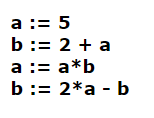 a := 5
b := 2 + a
a := a*b
b := 2*a - b